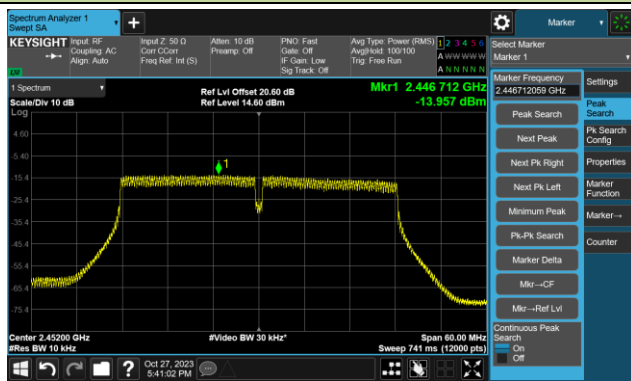 Spectrum Analyzer 1
Swept SA
Marker
KEYSIGHT
Input: RF
Coupling: AC
Align: Auto
Input Z: 50 Ω
Corr CCorr
Freq Ref: Int (S)
Atten: 10 dB
Preamp: Off
PNO: Fast
Gate: Off
IF Gain: Low
Sig Track: Off
Avg Type: Power (RMS)
Avg|Hold: 100/100
Trig: Free Run
1 2 3 4 5 6
A W W W W W
A N N N N N
LW
Select Marker
Marker 1
1 Spectrum
Scale/Div 10 dB
Log
Ref Lvl Offset 20.60 dB
Ref Level 14.60 dBm
Mkr1 2.446 712 GHz
-13.957 dBm
4.60
-5.40
-15.4
-25.4
-35.4
-45.4
-55.4
-65.4
-75.4
1
Center 2.45200 GHz
#Res BW 10 kHz
#Video BW 30 kHz*
Span 60.00 MHz
Sweep 741 ms (12000 pts)
Marker Frequency
2.446712059 GHz
Peak Search
Next Peak
Next Pk Right
Next Pk Left
Minimum Peak
Pk-Pk Search
Marker Delta
Mkr→CF
Mkr→Ref Lvl
Continuous Peak
Search
On
Off
Settings
Peak
Search
Pk Search
Config
Properties
Marker
Function
Marker→
Counter
?
Oct 27, 2023
5:41:02 PM